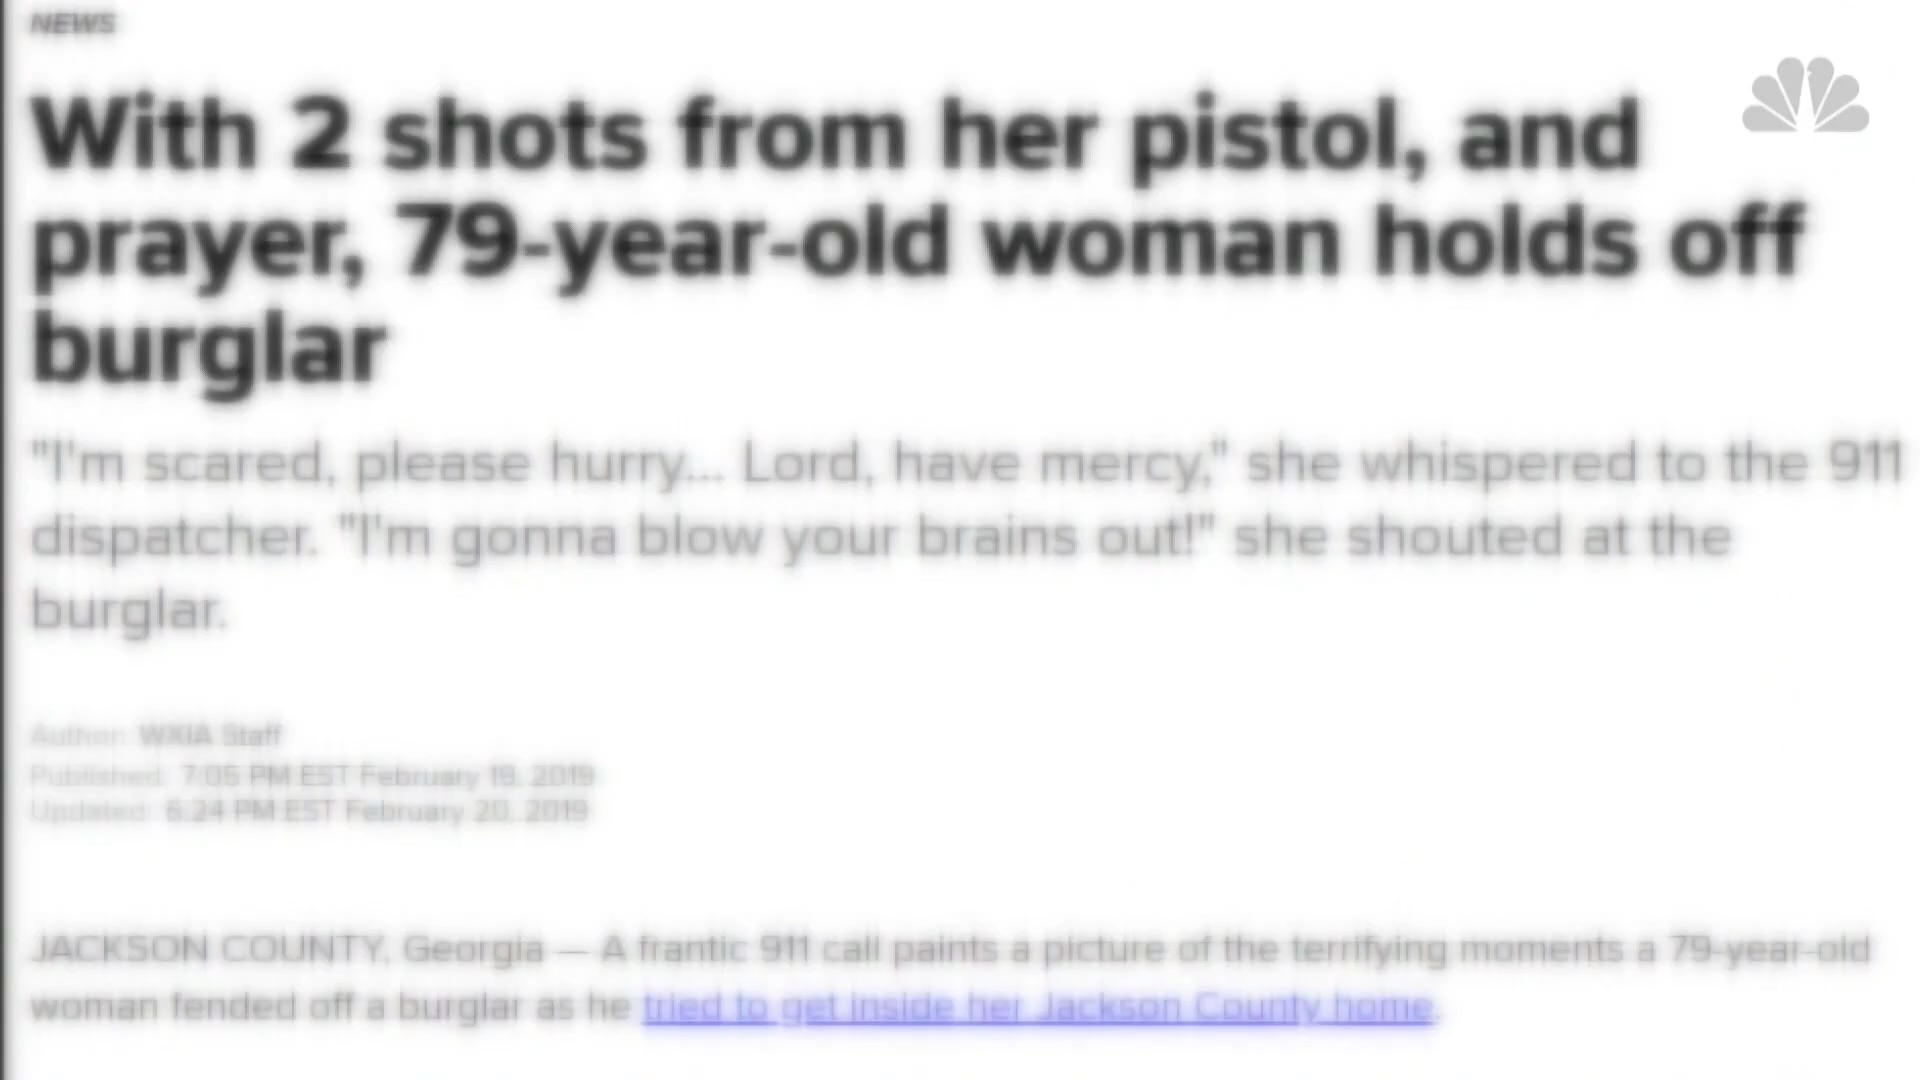 NEWS
With 2 shots from her pistol, and
prayer, 79-year-old woman holds off
burglar
"I'm scared, please hurry... Lord, have mercy," she whispered to the 911
dispatcher. "I'm gonna blow your brains out!" she shouted at the
burglar.
Author: WXIA Staff
Published: 7:05 PM EST February 19, 2019
Updated: 6:24 PM EST February 20, 2019
JACKSON COUNTY, Georgia — A frantic 911 call paints a picture of the terrifying moments a 79-year-old
woman fended off a burglar as he tried to get inside her Jackson County home.